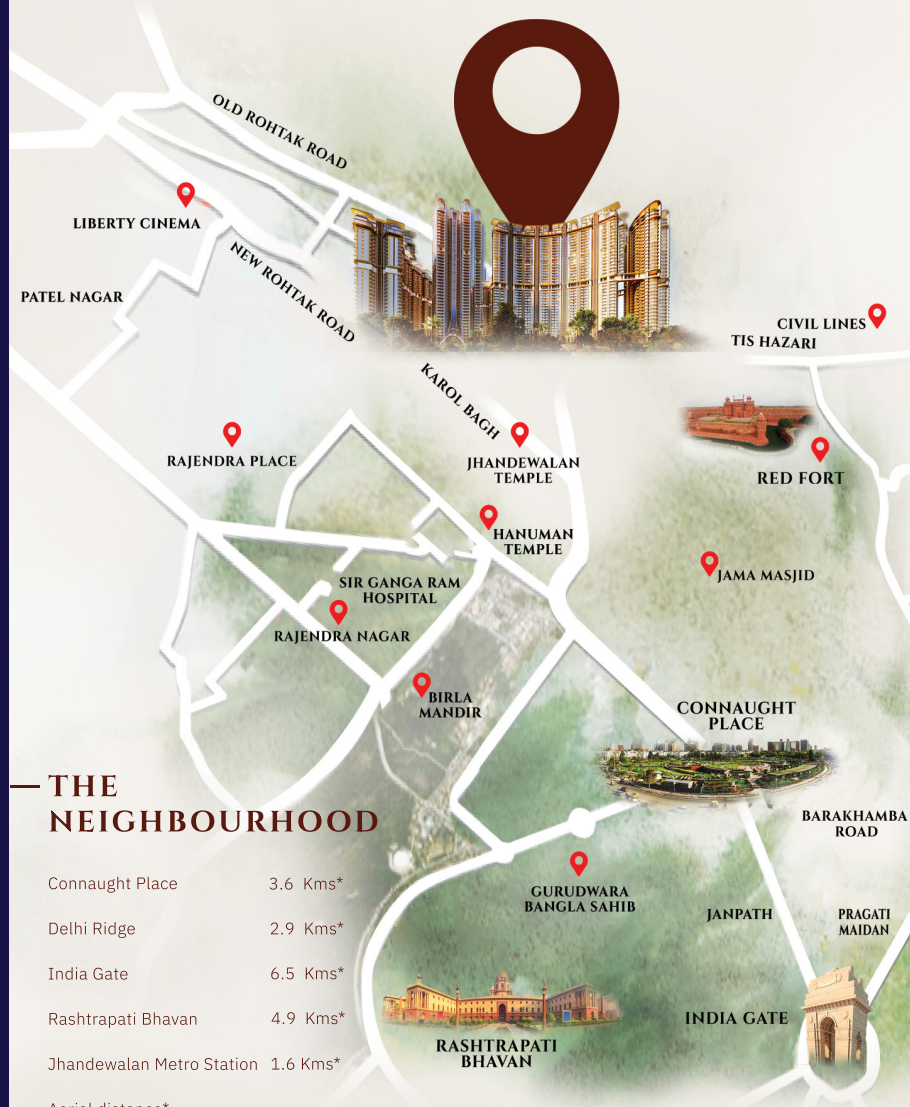 OLD ROHTAK ROAD
LIBERTY CINEMA
NEW ROHTAK ROAD
PATEL NAGAR
CIVIL LINES
TIS HAZARI
KAROL BAGH
RAJENDRA PLACE
JHANDEWALAN
TEMPLE
RED FORT
HANUMAN
TEMPLE
SIR GANGA RAM
HOSPITAL
JAMA MASJID
RAJENDRA NAGAR
BIRLA
MANDIR
CONNAUGHT
PLACE
BARAKHAMBA
ROAD
GURUDWARA
BANGLA SAHIB
JANPATH
PRAGATI
MAIDAN
INDIA GATE
RASHTRAPATI
BHAVAN
THE
NEIGHBOURHOOD
Connaught Place 3.6 Kms*
Delhi Ridge 2.9 Kms*
India Gate 6.5 Kms*
Rashtrapati Bhavan 4.9 Kms*
Jhandewalan Metro Station 1.6 Kms*
Aerial distance*